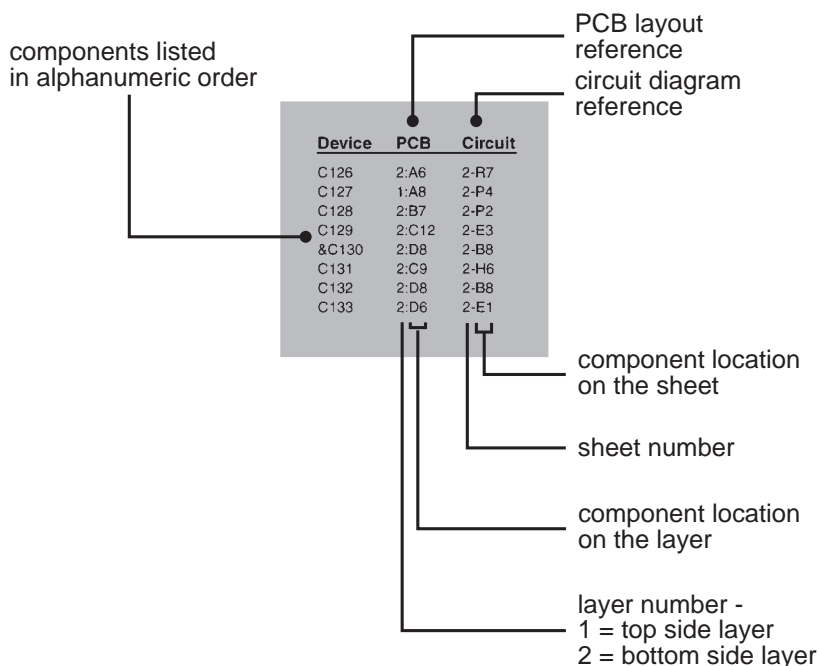 components listed
in alphanumeric order
PCB layout
reference
circuit diagram
reference
Device PCB Circuit
C126 2:A6 2-R7
C127 1:A8 2-P4
C128 2:B7 2-P2
C129 2:C12 2-E3
&C130 2:D8 2-B8
C131 2:C9 2-H6
C132 2:D8 2-B8
C133 2:D6 2-E1
component location
on the sheet
sheet number
component location
on the layer
layer number -
1 = top side layer
2 = bottom side layer